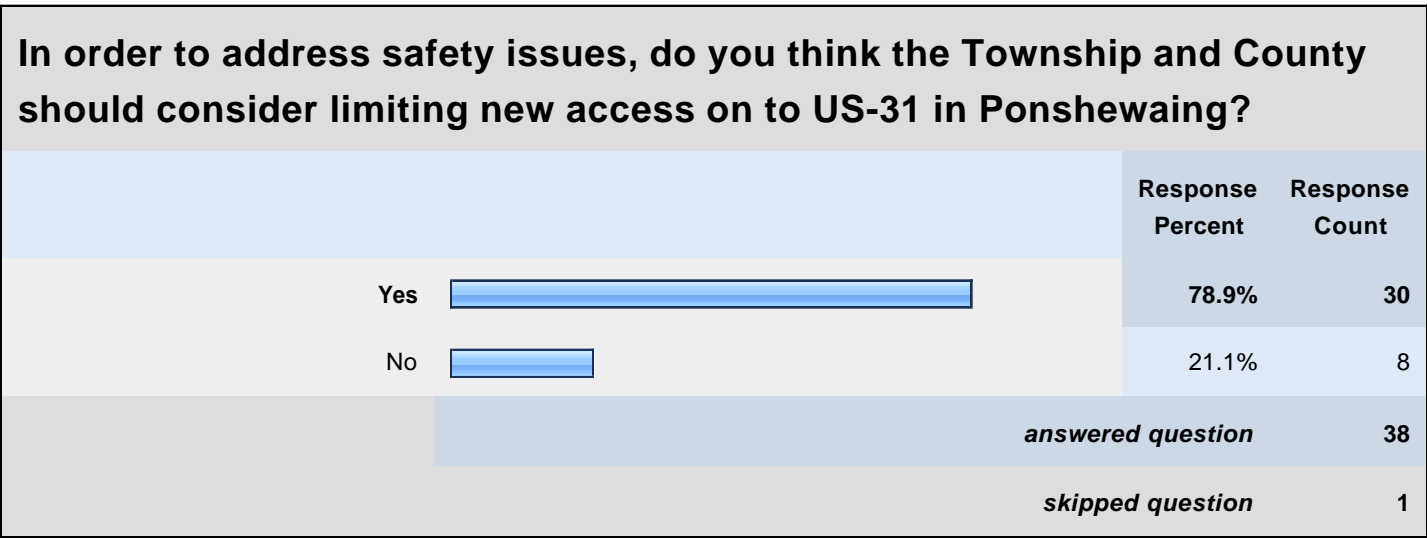 In order to address safety issues, do you think the Township and County
should consider limiting new access on to US-31 in Ponshewaing?
Response Percent
Response Count
Yes 78.9% 30
No 21.1% 8
answered question 38
skipped question 1